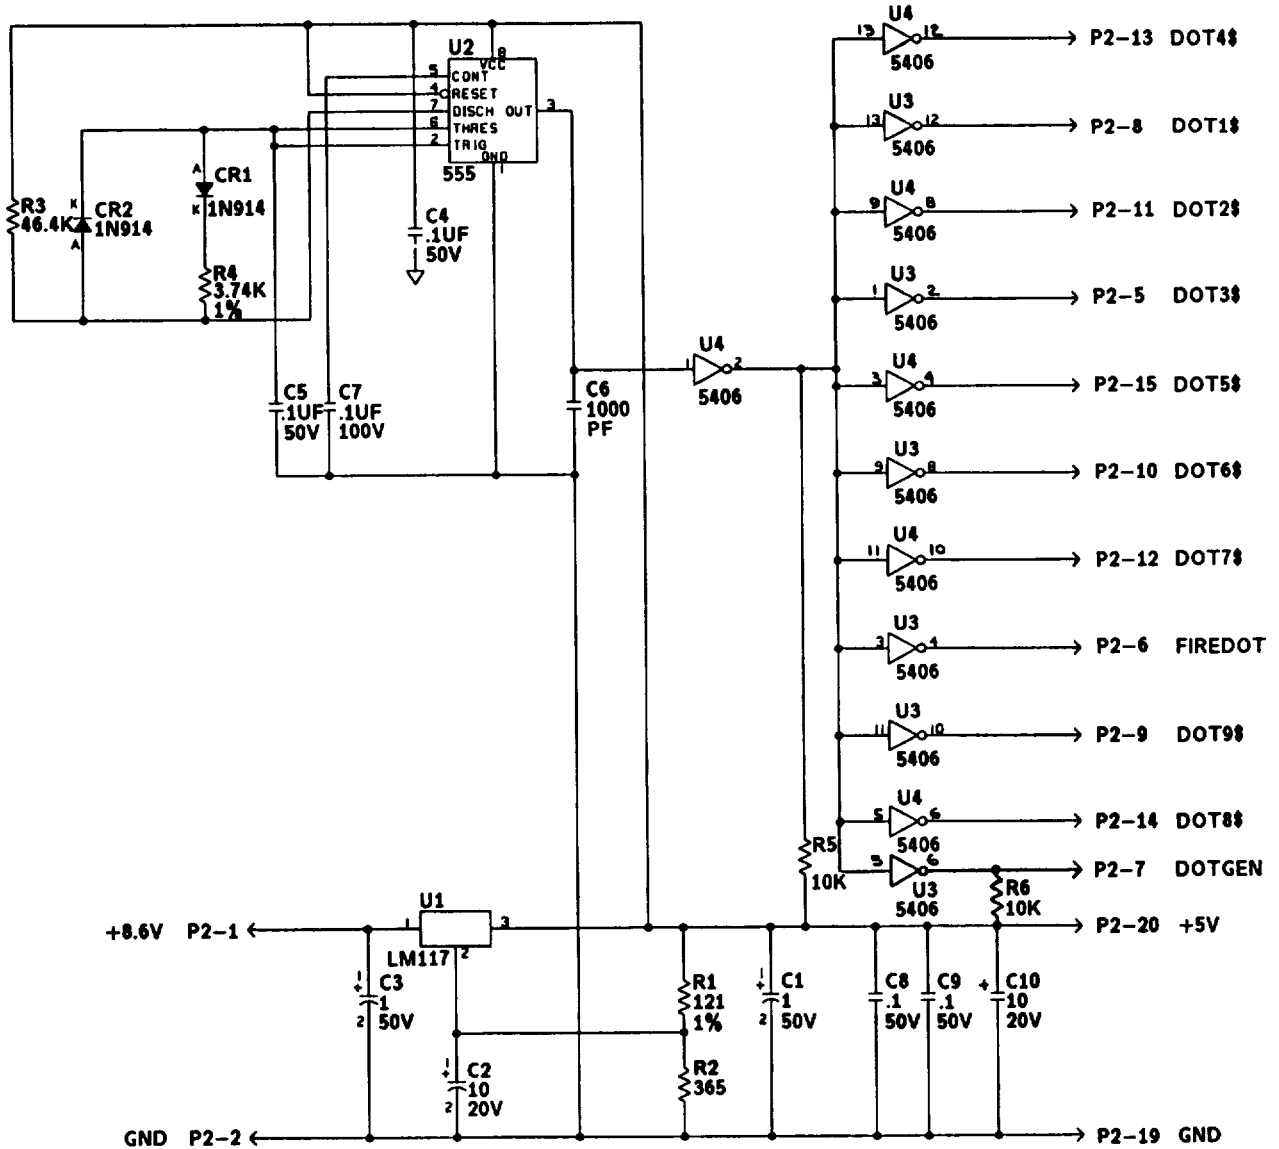 U4
13 12
5406
P2-13 DOT4$
U2
8
VCC
5 CONT
4 RESET
7 DISCH OUT 3
6 THRES
2 TRIG
GND
1
555
U3
13 12
5406
P2-8 DOT1$
A
CR1
K 1N914
R3
46.4K
K
CR2
1N914
A
C4
.1UF
50V
U4
9 8
5406
P2-11 DOT2$
R4
3.74K
1%
U3
1 2
5406
P2-5 DOT3$
U4
1 2
5406
U4
3 4
5406
P2-15 DOT5$
C5
.1UF
50V
C7
.1UF
100V
C6
1000
PF
U3
9 8
5406
P2-10 DOT6$
U4
11 10
5406
P2-12 DOT7$
U3
3 4
5406
P2-6 FIREDOT
U3
11 10
5406
P2-9 DOT9$
U4
5 6
5406
P2-14 DOT8$
R5
10K
5 6
U3
5406
P2-7 DOTGEN
R6
10K
+8.6V P2-1
U1
1 3
LM117 2
P2-20 +5V
1
+
2
C3
1
50V
R1
121
1%
1
+
2
C1
1
50V
C8
.1
50V
C9
.1
50V
+
C10
10
20V
1
+
2
C2
10
20V
R2
365
GND P2-2
P2-19 GND